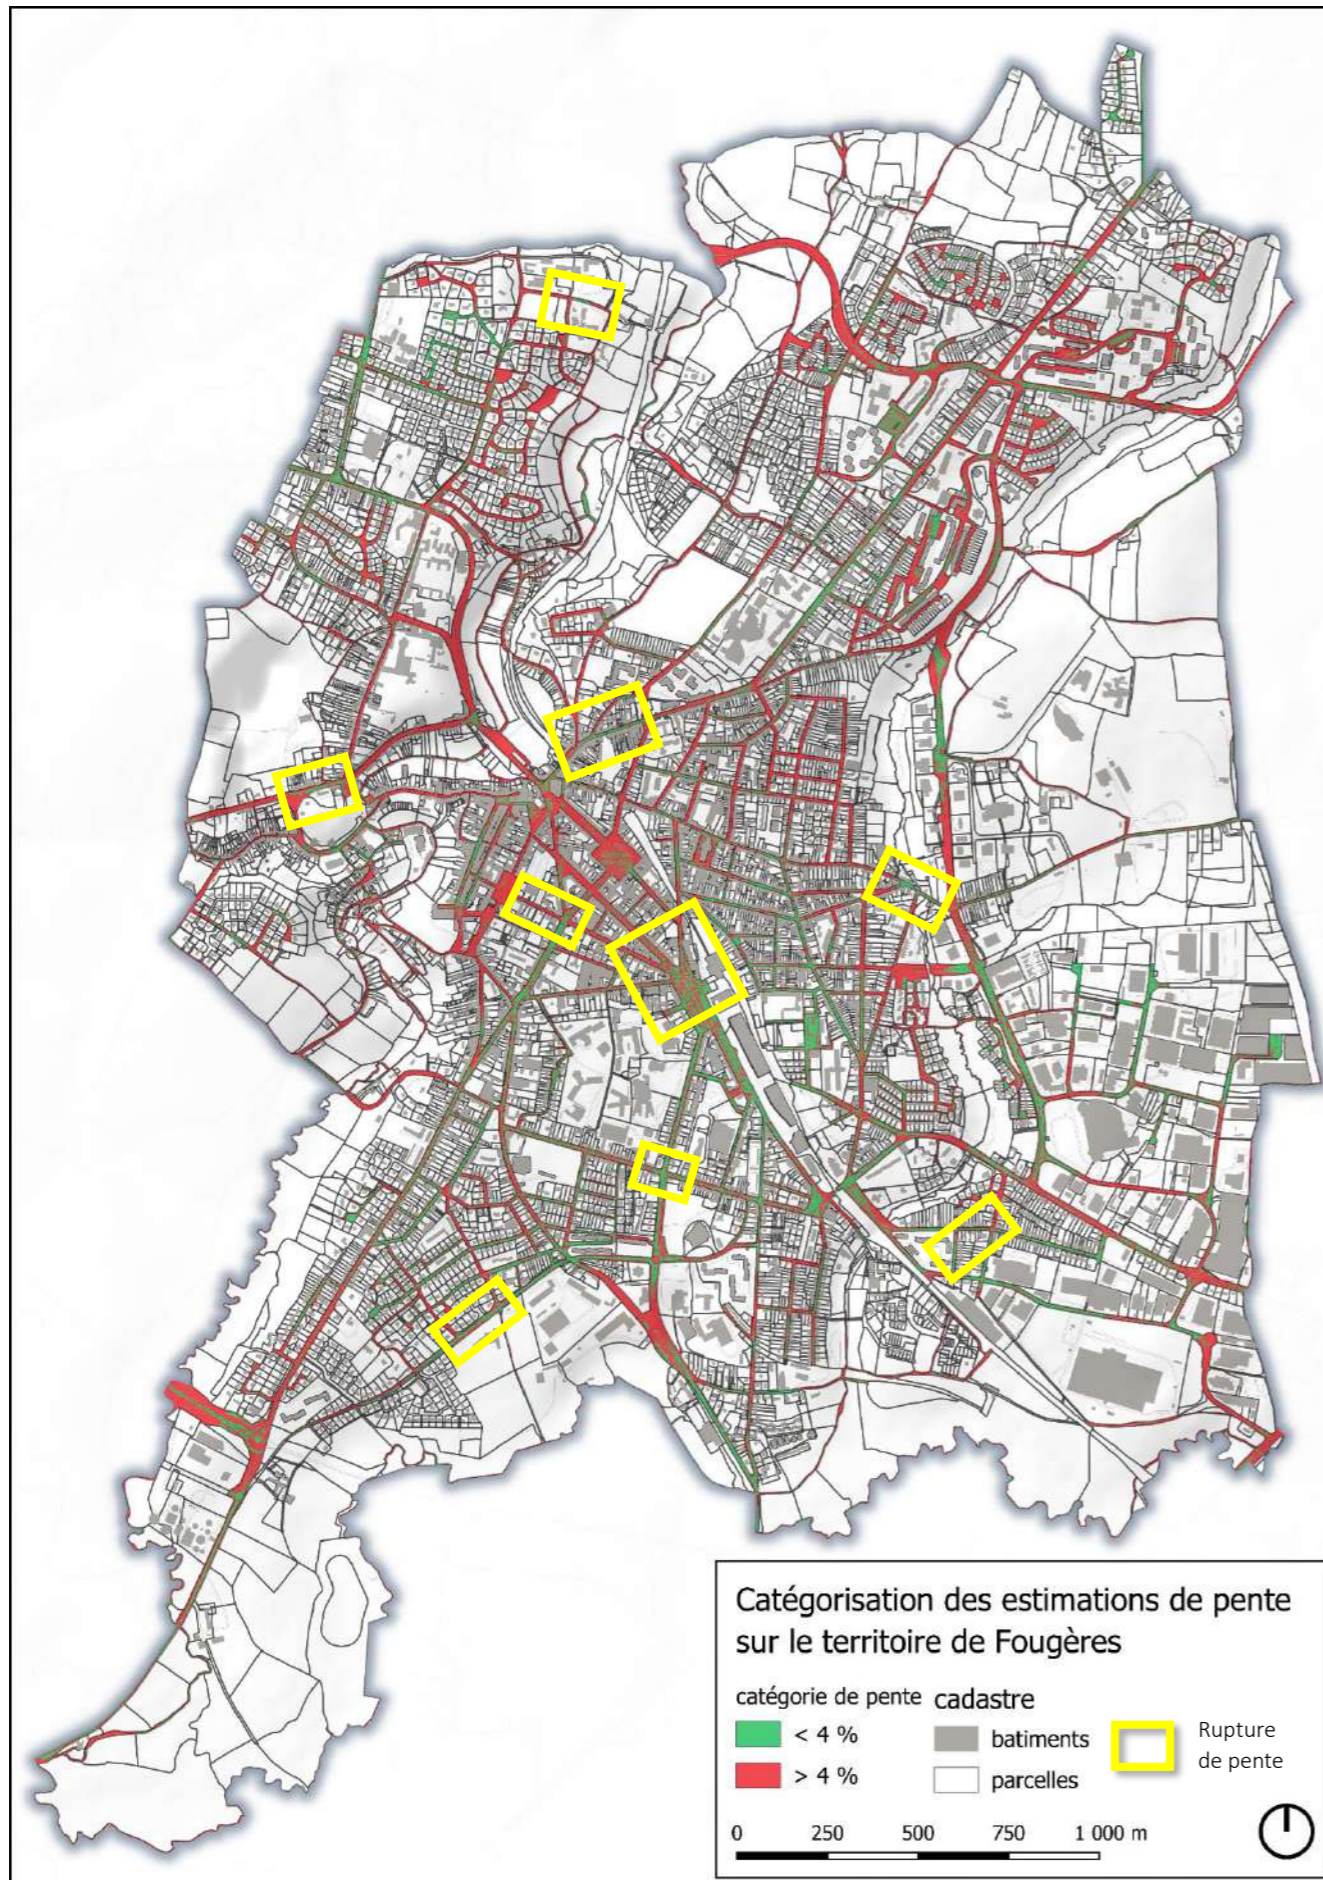 Catégorisation des estimations de pente
sur le territoire de Fougères
catégorie de pente
< 4 %
> 4 %
cadastre
batiments
parcelles
Rupture
de pente
0 250 500 750 1 000 m